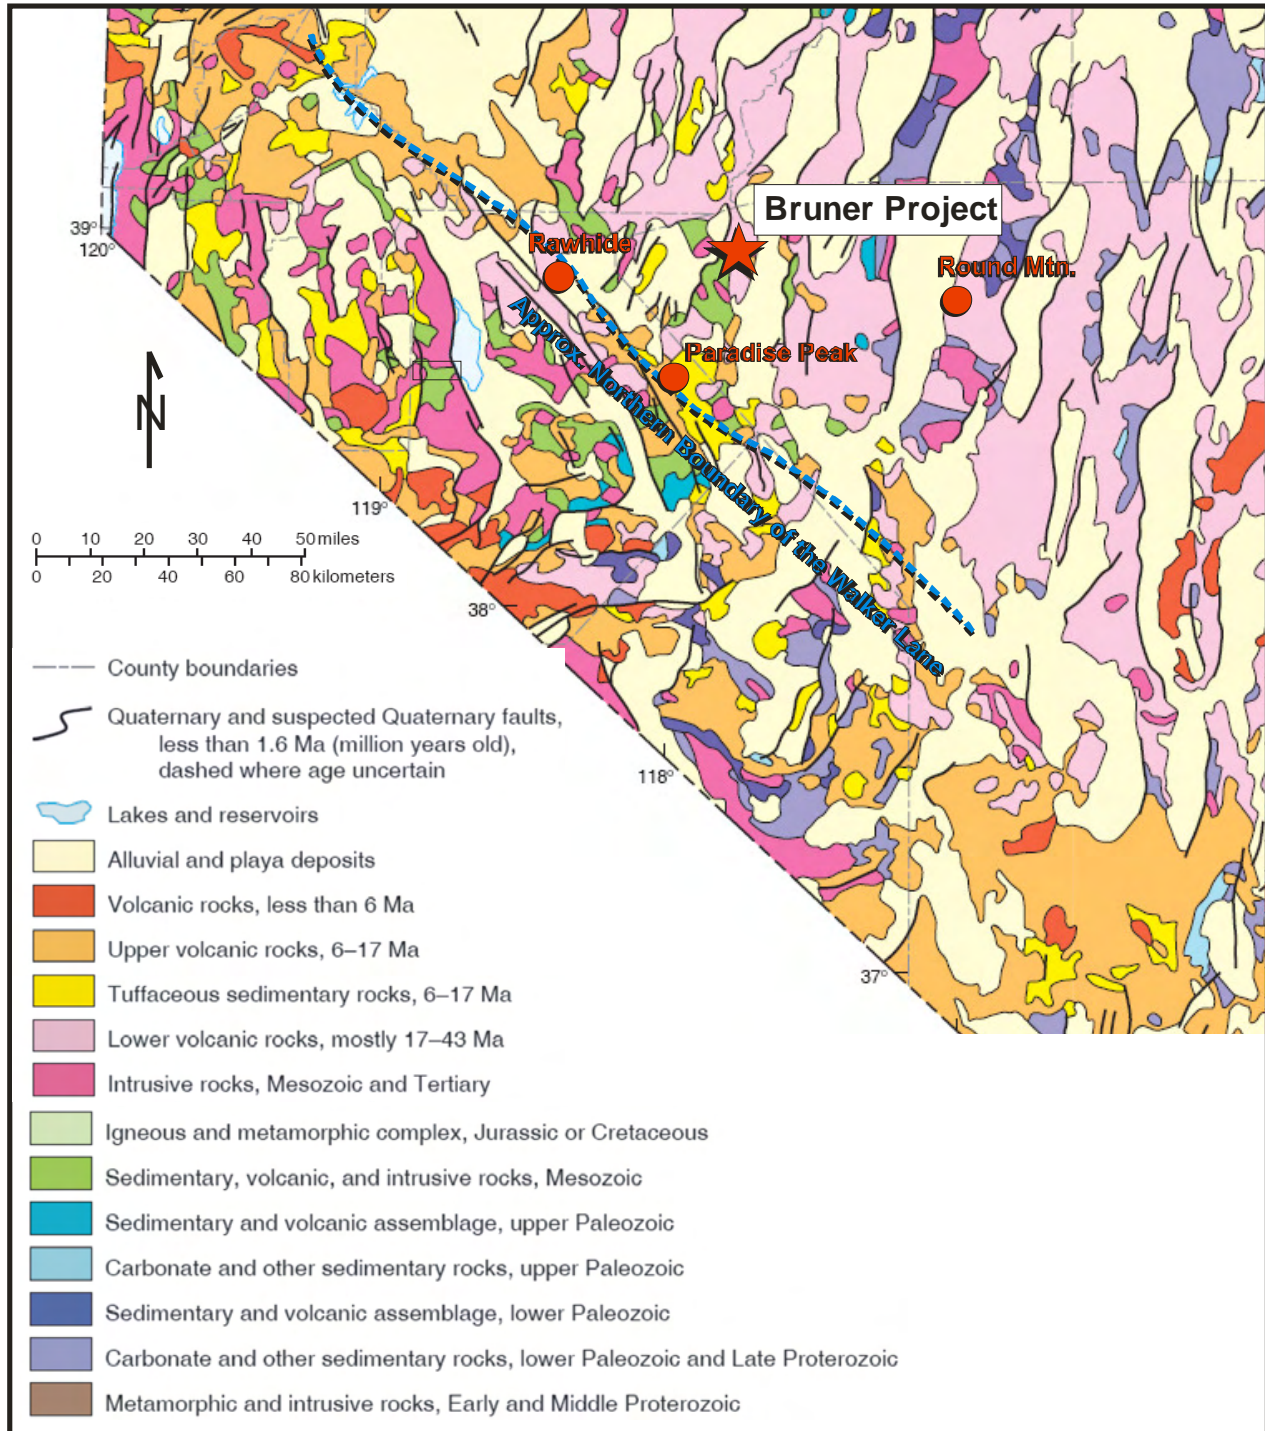 Bruner Project
39°
120°
Rawhide
Round Mtn.
Approx. Northern Boundary of the Walker Lane
Paradise Peak
N
119°
0 10 20 30 40 50 miles
0 20 40 60 80 kilometers
38°
County boundaries
Quaternary and suspected Quaternary faults,
less than 1.6 Ma (million years old),
dashed where age uncertain
118°
Lakes and reservoirs
Alluvial and playa deposits
Volcanic rocks, less than 6 Ma
Upper volcanic rocks, 6–17 Ma
37°
Tuffaceous sedimentary rocks, 6–17 Ma
Lower volcanic rocks, mostly 17–43 Ma
Intrusive rocks, Mesozoic and Tertiary
Igneous and metamorphic complex, Jurassic or Cretaceous
Sedimentary, volcanic, and intrusive rocks, Mesozoic
Sedimentary and volcanic assemblage, upper Paleozoic
Carbonate and other sedimentary rocks, upper Paleozoic
Sedimentary and volcanic assemblage, lower Paleozoic
Carbonate and other sedimentary rocks, lower Paleozoic and Late Proterozoic
Metamorphic and intrusive rocks, Early and Middle Proterozoic